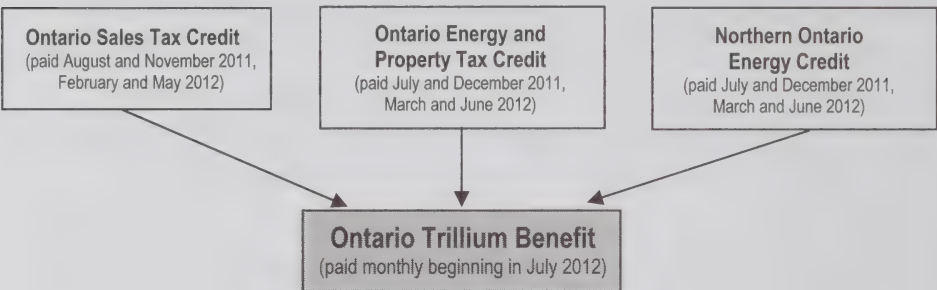 Ontario Sales Tax Credit
(paid August and November 2011,
February and May 2012)
Ontario Energy and
Property Tax Credit
(paid July and December 2011,
March and June 2012)
Northern Ontario
Energy Credit
(paid July and December 2011,
March and June 2012)
Ontario Trillium Benefit
(paid monthly beginning in July 2012)